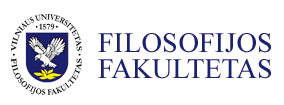 VILNIAUS UNIVERSITETAS
• 1579 •
FILOSOFIJOS FAKULTETAS
FILOSOFIJOS
FAKULTETAS